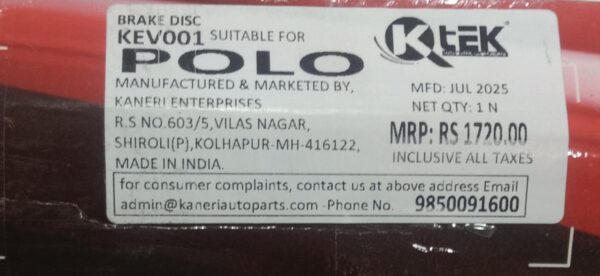 BRAKE DISC
KEV001 SUITABLE FOR
POLO
KTEK
MANUFACTURED & MARKETED BY,
KANERI ENTERPRISES
R.S NO.603/5,VILAS NAGAR,
SHIROLI(P),KOLHAPUR-MH-416122,
MADE IN INDIA.
MFD: JUL 2025
NET QTY: 1 N
MRP: RS 1720.00
INCLUSIVE ALL TAXES
for consumer complaints, contact us at above address Email
admin@kaneriautoparts.com -Phone No. 9850091600